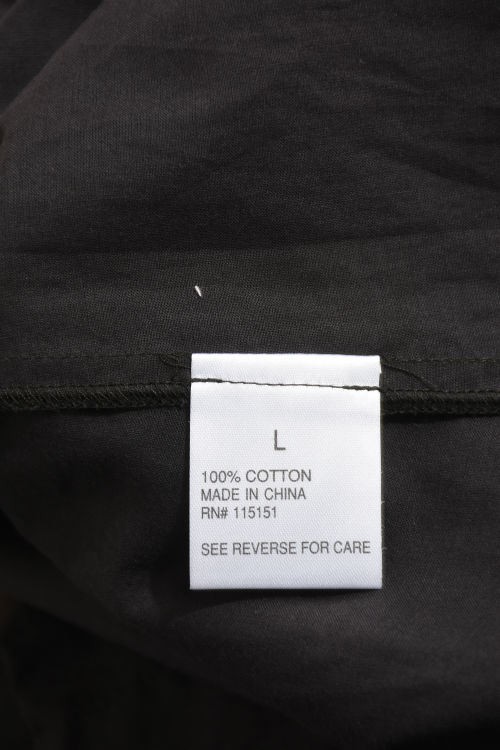 L
100% COTTON
MADE IN CHINA
RN# 115151
SEE REVERSE FOR CARE